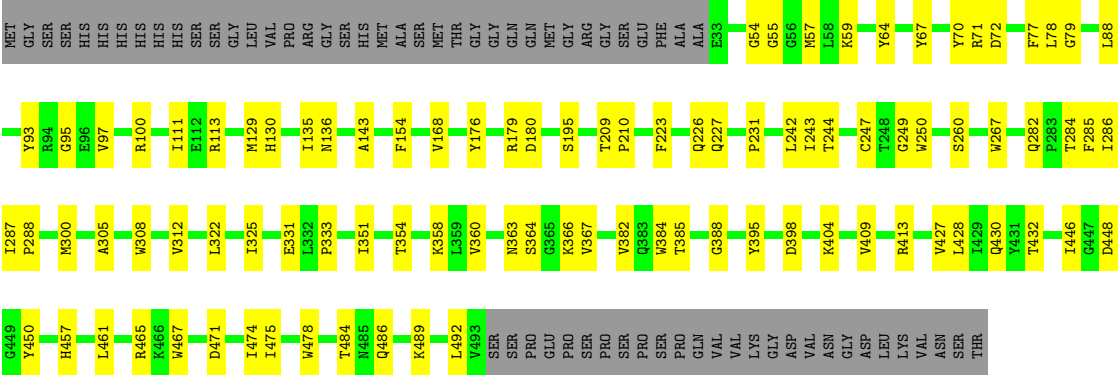 MET GLY SER SER HIS HIS HIS HIS HIS HIS SER SER GLY LEU VAL PRO ARG GLY SER HIS MET ALA SER MET THR GLY GLY GLN GLN MET GLY ARG GLY SER GLU PHE ALA ALA E33 G54 G55 G56 M57 L58 K59 Y64 Y67 Y70 R71 D72 F77 L78 G79 L88
Y93 R94 G95 E96 V97 R100 I111 E112 R113 M129 H130 I135 N136 A143 F154 V168 Y176 R179 D180 S195 T209 P210 F223 Q226 Q227 P231 L242 I243 T244 C247 T248 G249 W250 S260 W267 Q282 P283 T284 F285 I286
I287 P288 M300 A305 W308 V312 L322 I325 E331 L332 P333 I351 T354 K358 L359 V360 N363 S364 G365 K366 V367 V382 Q383 W384 T385 G388 Y395 D398 K404 V409 R413 V427 L428 I429 Q430 Y431 T432 I446 G447 D448
G449 Y450 H457 L461 R465 K466 W467 D471 I474 I475 W478 T484 N485 Q486 K489 L492 V493 SER SER PRO GLU PRO SER PRO SER PRO SER PRO GLN VAL VAL LYS GLY ASP VAL ASN GLY ASP LEU LYS VAL ASN SER THR